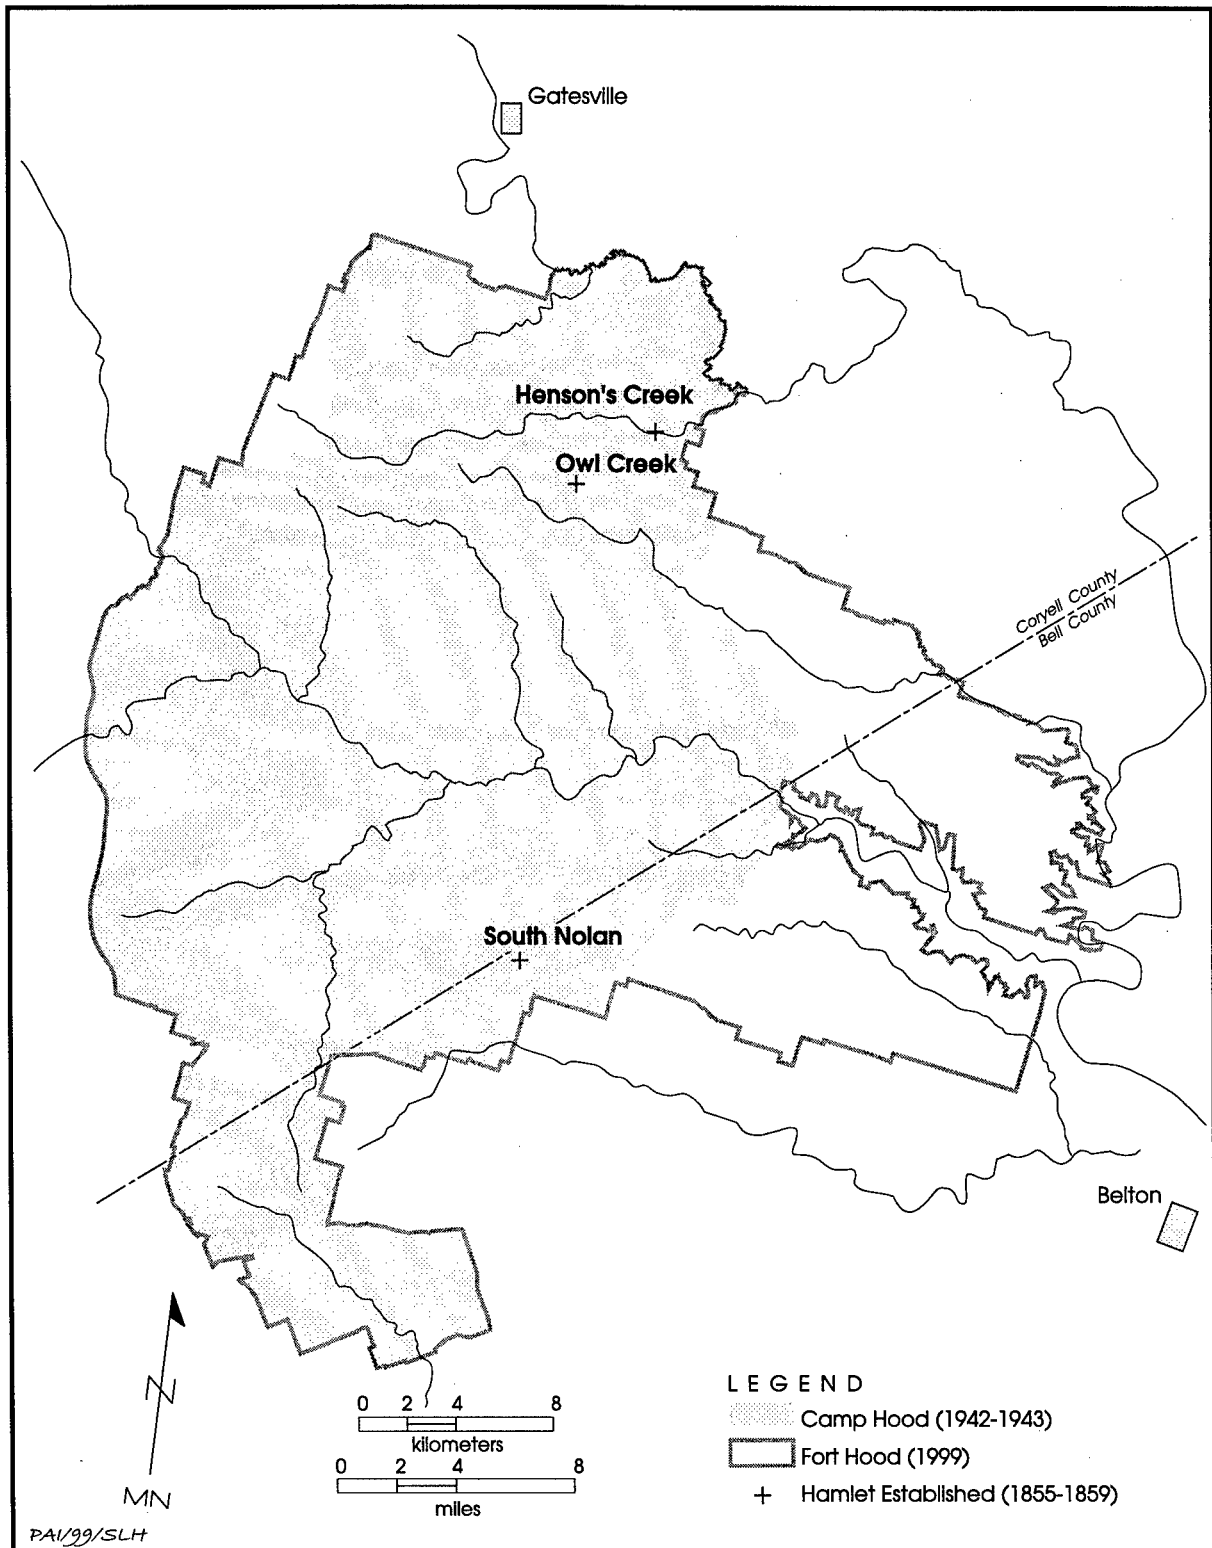 Gatesville
Henson's Creek
Owl Creek
Coryell County
Bell County
South Nolan
Belton
N
MN
0 2 4 8
kilometers
0 2 4 8
miles
LEGEND
Camp Hood (1942-1943)
Fort Hood (1999)
Hamlet Established (1855-1859)
PAI/99/SLH